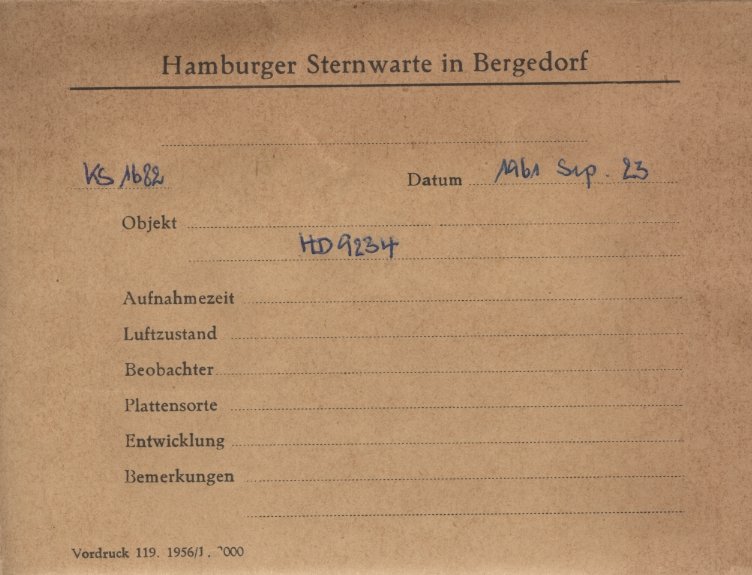 Hamburger Sternwarte in Bergedorf
KS 1682 Datum 1961 Sep. 23
Objekt
HD 9234
Aufnahmezeit
Luftzustand
Beobachter
Plattensorte
Entwicklung
Bemerkungen
Vordruck 119. 1956/1. 000